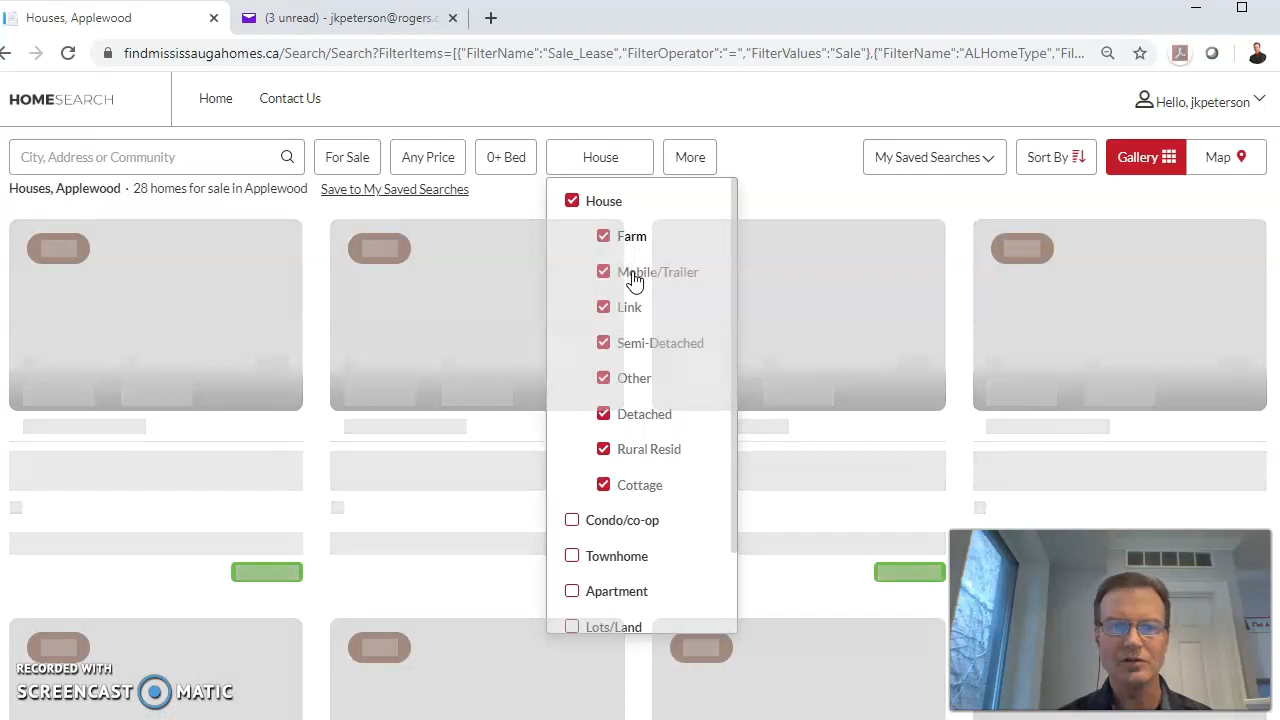 Houses, Applewood
(3 unread) - jkpeterson@rogers.c
findmississaugahomes.ca/Search/Search?FilterItems=[{"FilterName":"Sale_Lease","FilterOperator":"=","FilterValues":"Sale"},{"FilterName":"ALHomeType","Fil...
HOMESEARCH
Home
Contact Us
Hello, jkpeterson
City, Address or Community
For Sale
Any Price
0+ Bed
House
More
My Saved Searches
Sort By
Gallery
Map
Houses, Applewood · 28 homes for sale in Applewood
Save to My Saved Searches
House
Farm
Mobile/Trailer
Link
Semi-Detached
Other
Detached
Rural Resid
Cottage
Condo/co-op
Townhome
Apartment
Lots/Land
RECORDED WITH
SCREENCAST MATIC